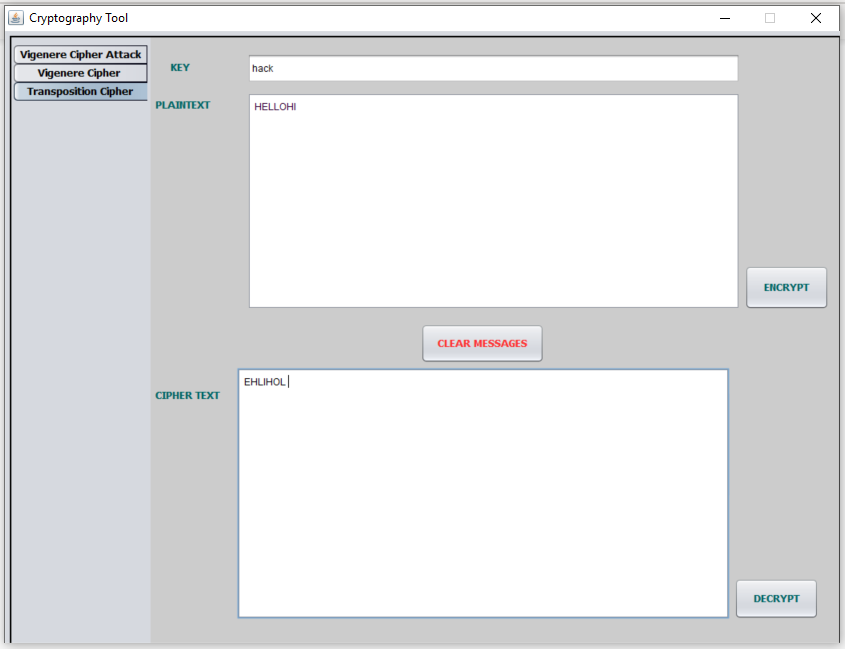 Cryptography Tool
Vigenere Cipher Attack
Vigenere Cipher
Transposition Cipher
KEY
hack
PLAINTEXT
HELLOHI
ENCRYPT
CLEAR MESSAGES
CIPHER TEXT
EHLIHOL
DECRYPT